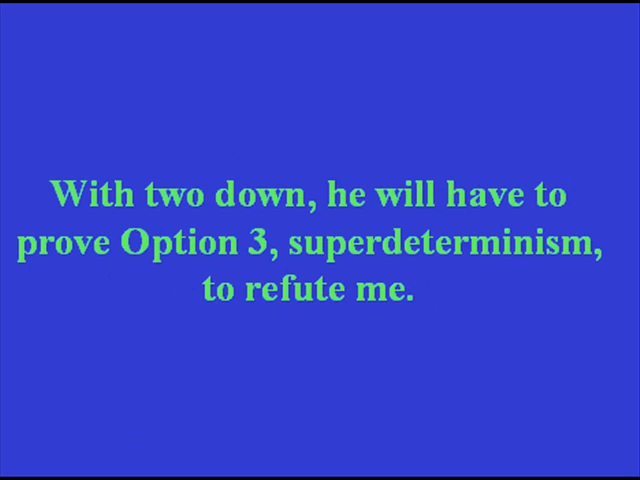 With two down, he will have to
prove Option 3, superdeterminism,
to refute me.